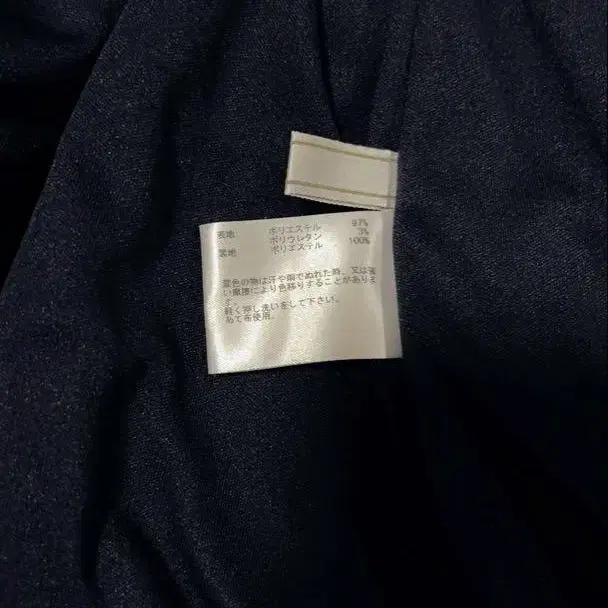 表地 ポリエステル 97%
ポリウレタン 3%
裏地 ポリエステル 100%
濃色の物は汗や雨でぬれた時、又は強
い摩擦により色移りすることがありま
す。
軽く押し洗いをして下さい。
あて布使用。